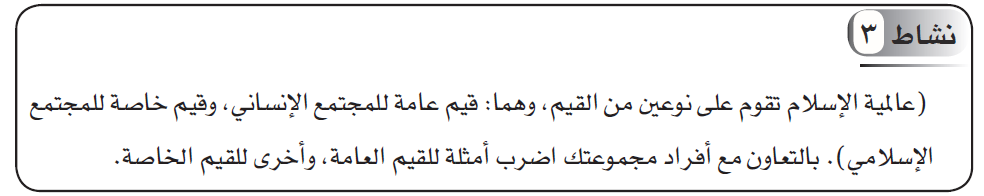 نشاط ٣
(عالمية الإسلام تقوم على نوعين من القيم، وهما: قيم عامة للمجتمع الإنساني، وقيم خاصة للمجتمع
الإسلامي). بالتعاون مع أفراد مجموعتك اضرب أمثلة للقيم العامة، وأخرى للقيم الخاصة.